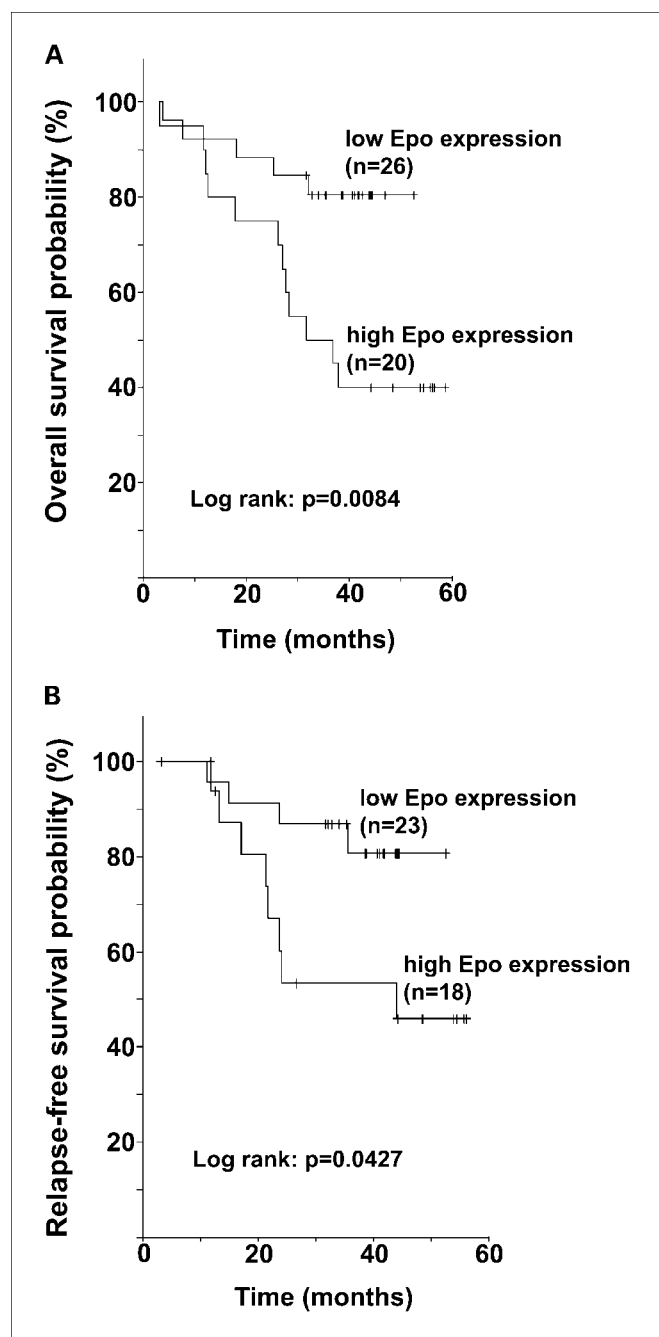 A
Overall survival probability (%)
100
80
60
40
20
low Epo expression
(n=26)
high Epo expression
(n=20)
Log rank: p=0.0084
0 20 40 60
Time (months)
B
Relapse-free survival probability (%)
100
80
60
40
20
low Epo expression
(n=23)
high Epo expression
(n=18)
Log rank: p=0.0427
0 20 40 60
Time (months)